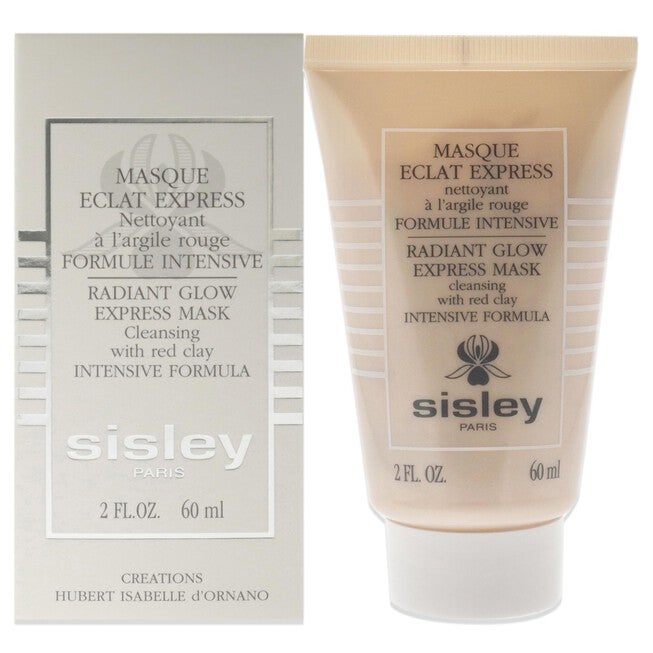 MASQUE
ECLAT EXPRESS
Nettoyant
à l'argile rouge
FORMULE INTENSIVE
RADIANT GLOW
EXPRESS MASK
Cleansing
with red clay
INTENSIVE FORMULA
sisley
PARIS
2 FL.OZ. 60 ml
CREATIONS
HUBERT ISABELLE d'ORNANO
MASQUE
ECLAT EXPRESS
nettoyant
à l'argile rouge
FORMULE INTENSIVE
RADIANT GLOW
EXPRESS MASK
cleansing
with red clay
INTENSIVE FORMULA
sisley
PARIS
2 FL. OZ. 60 ml